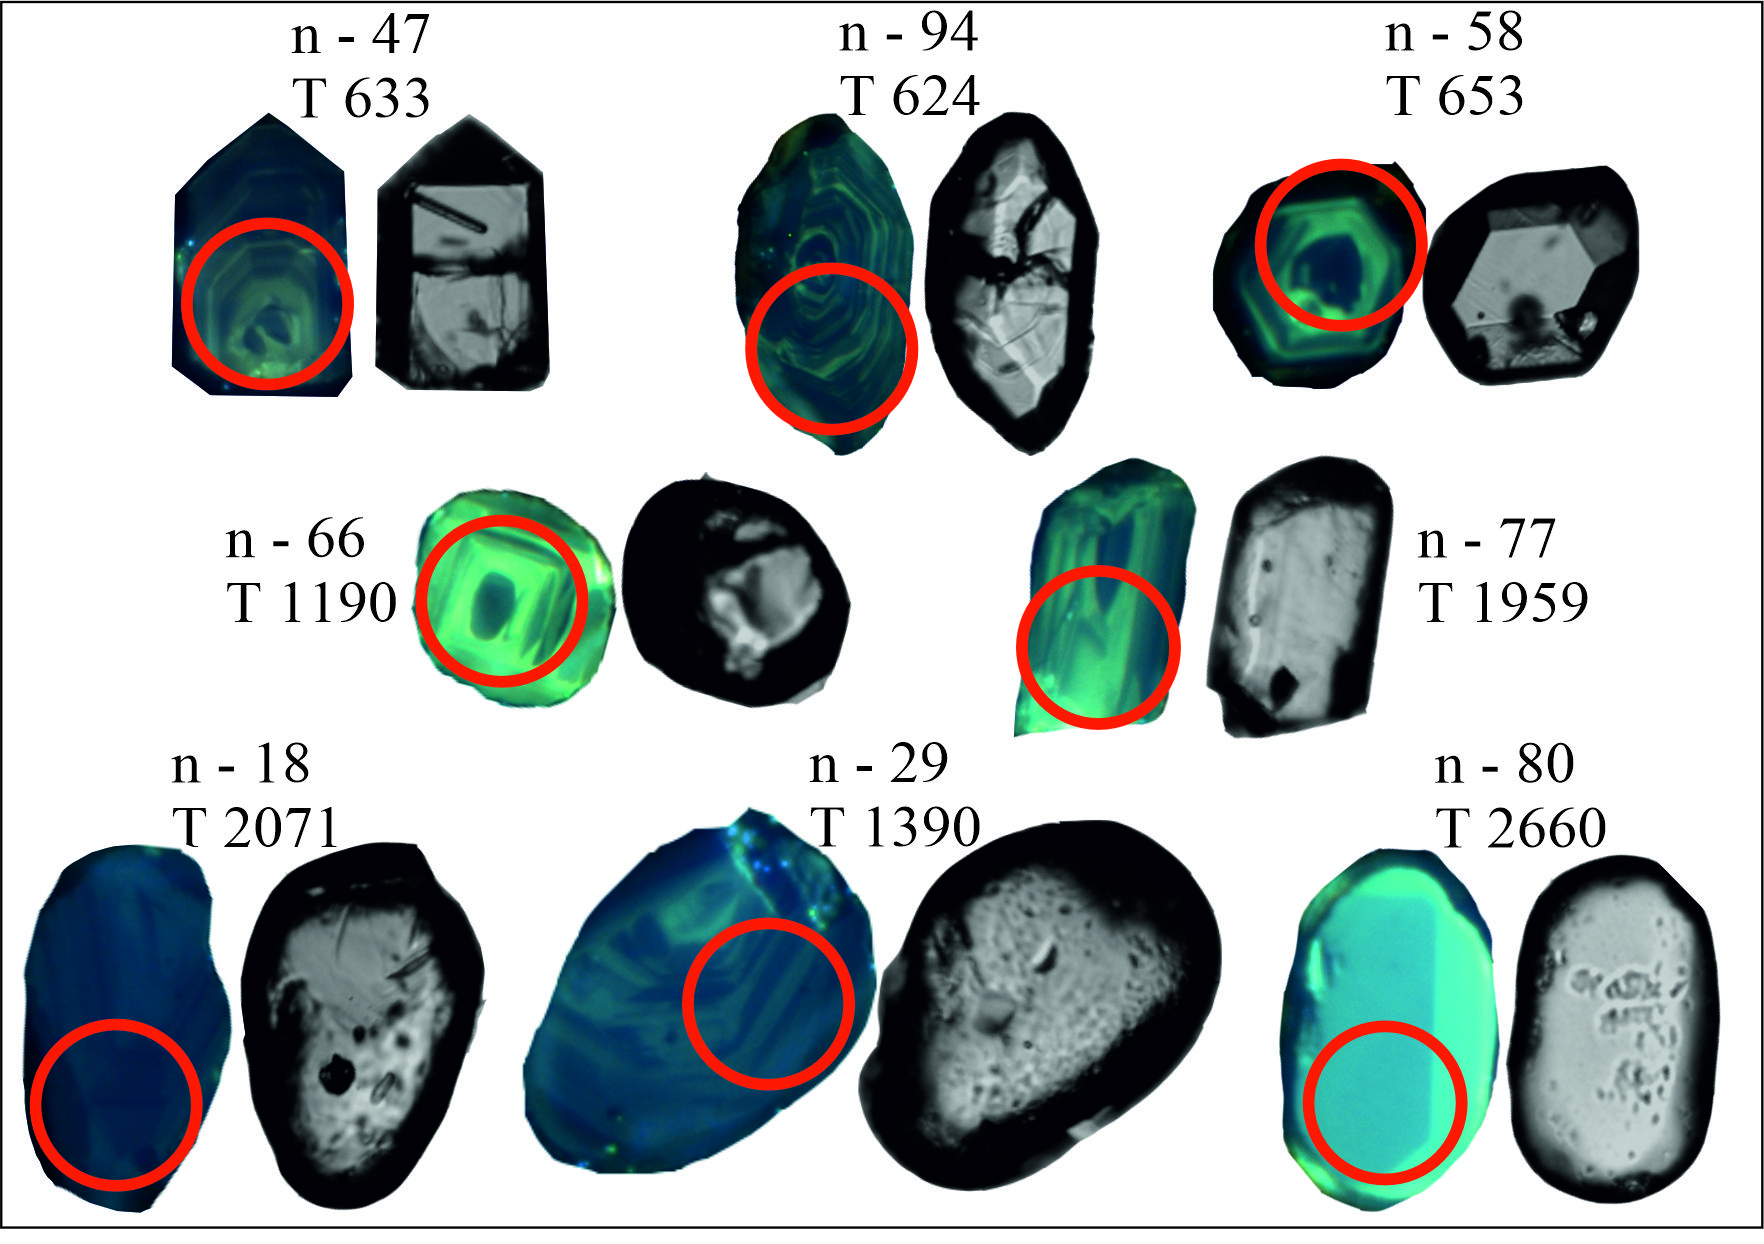 n - 47
T 633
n - 94
T 624
n - 58
T 653
n - 66
T 1190
n - 77
T 1959
n - 18
T 2071
n - 29
T 1390
n - 80
T 2660